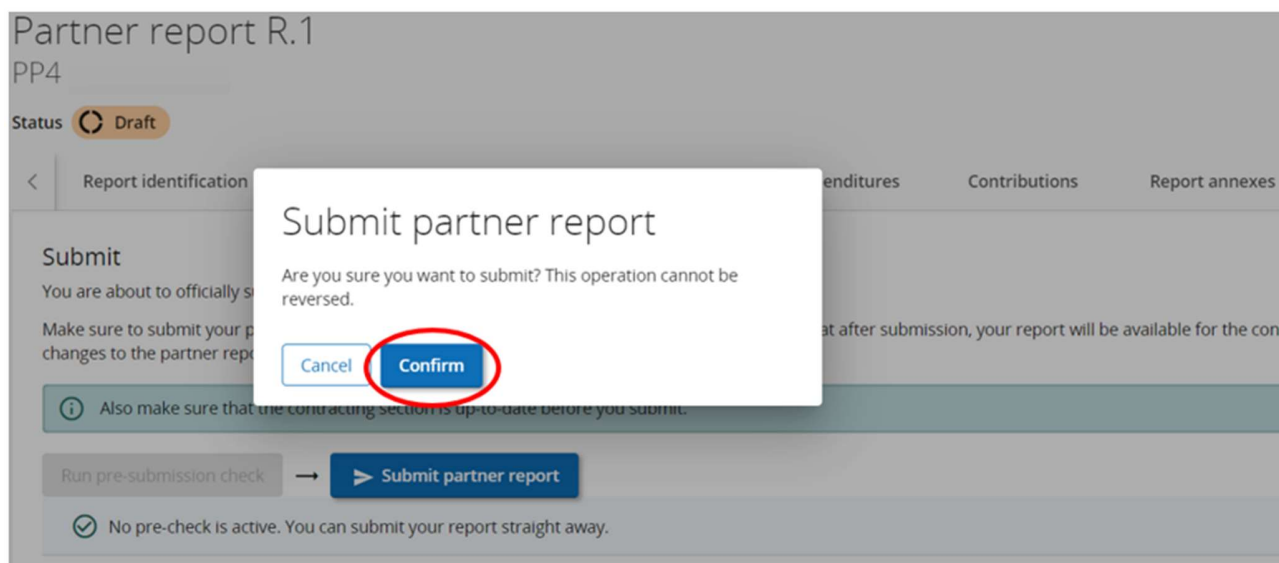 Partner report R.1
PP4
Status Draft
Report identification enditures Contributions Report annexes
Submit partner report
Are you sure you want to submit? This operation cannot be
reversed.
Cancel Confirm
Submit
You are about to officially s
Make sure to submit your p at after submission, your report will be available for the con
changes to the partner repo
Also make sure that the contracting section is up-to-date before you submit.
Run pre-submission check → Submit partner report
No pre-check is active. You can submit your report straight away.